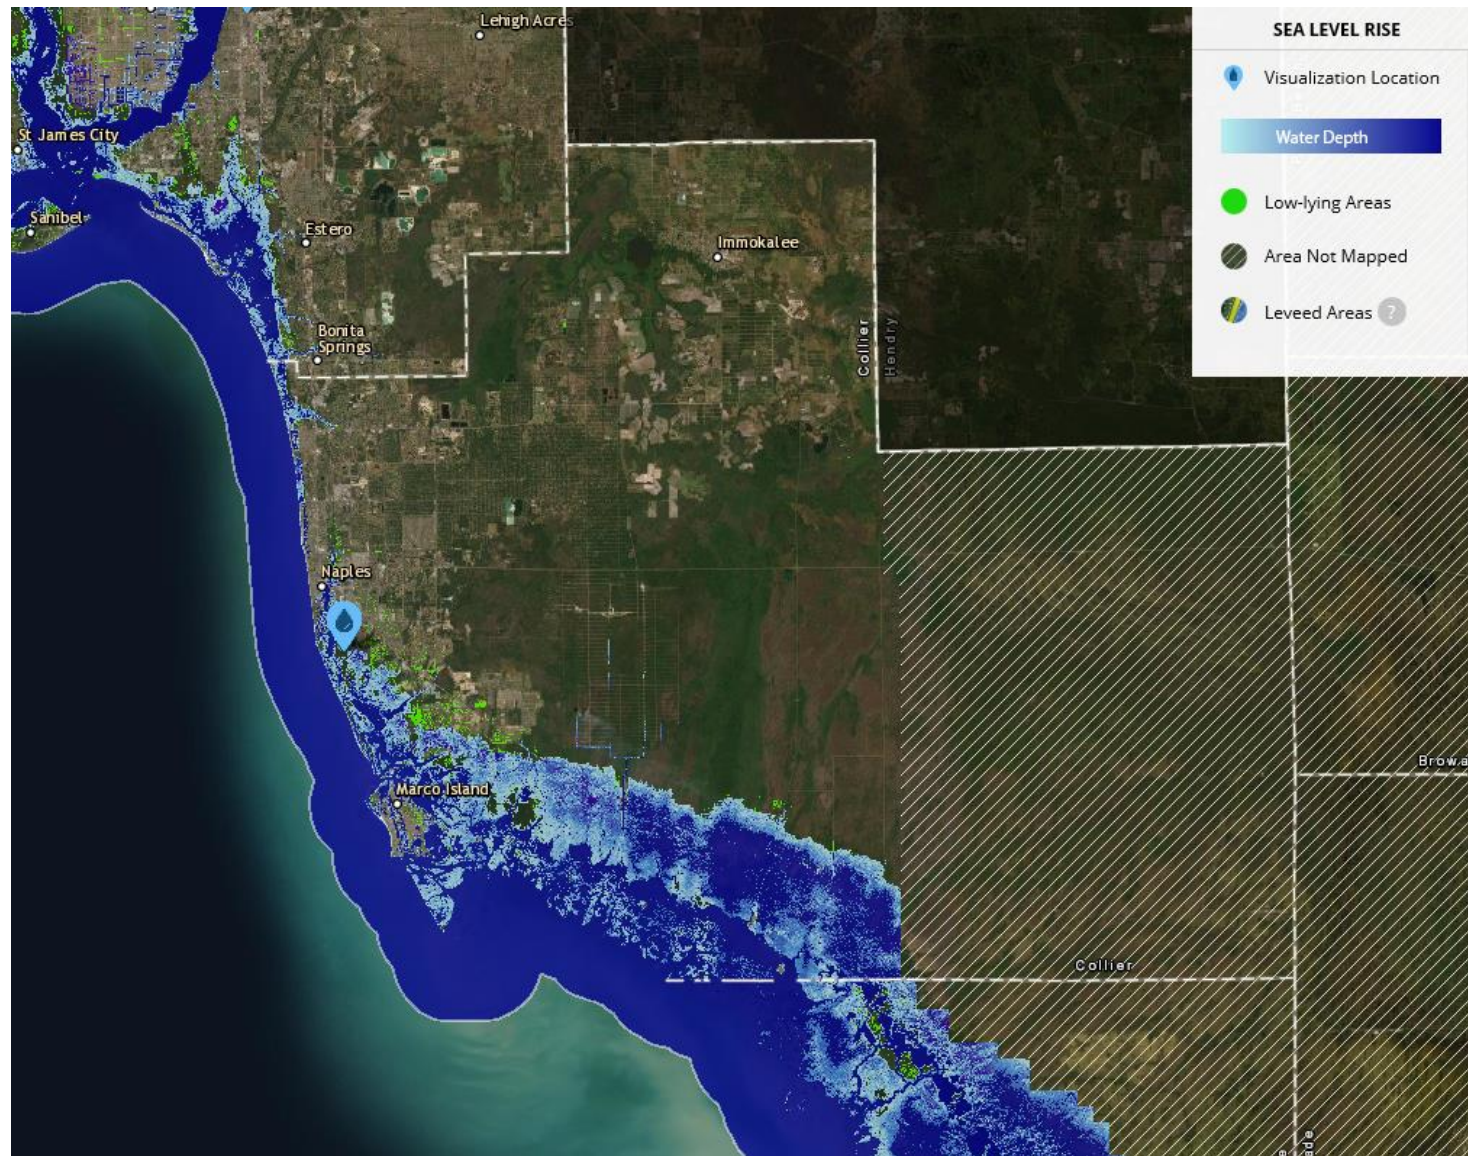 Lehigh Acres
St James City
Sanibel
Estero
Immokalee
Bonita
Springs
Collier
Hendry
Naples
Marco Island
Collier
Browa
ade
SEA LEVEL RISE
Visualization Location
Water Depth
Low-lying Areas
Area Not Mapped
Leveed Areas ?